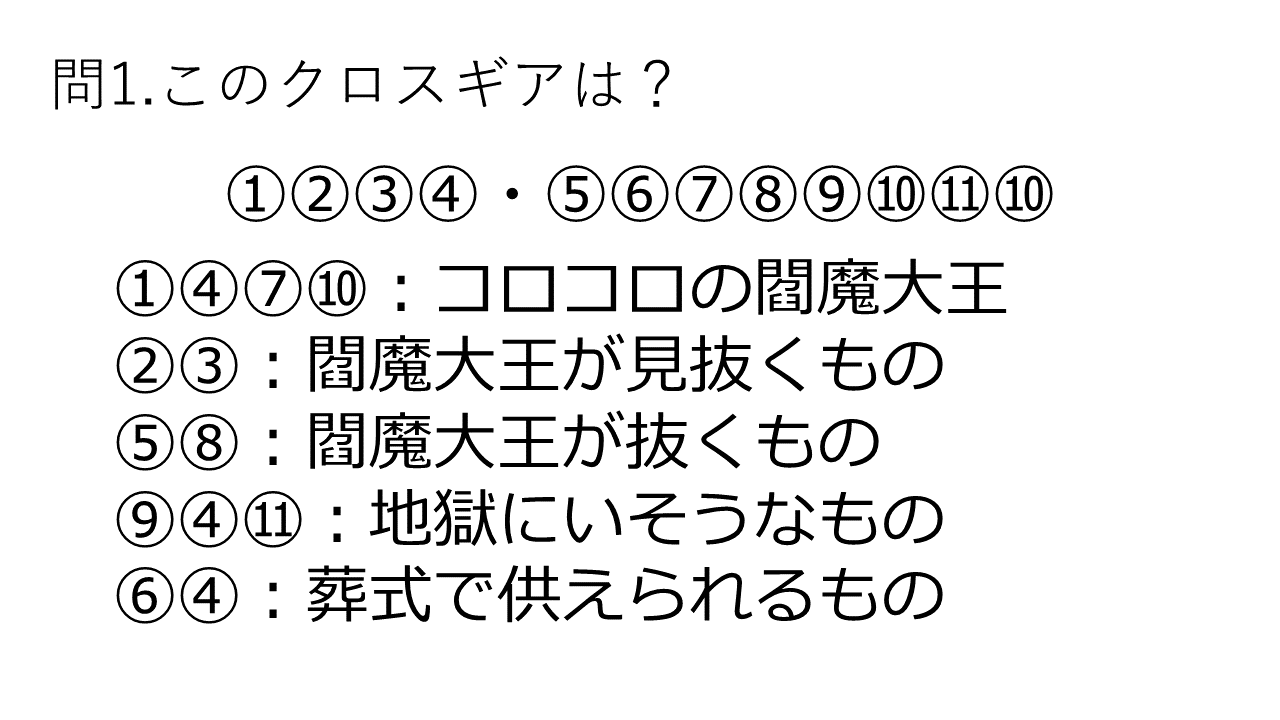 問1.このクロスギアは？
①②③④・⑤⑥⑦⑧⑨⑩⑪⑩
①④⑦⑩：コロコロの閻魔大王
②③：閻魔大王が見抜くもの
⑤⑧：閻魔大王が抜くもの
⑨④⑪：地獄にいそうなもの
⑥④：葬式で供えられるもの